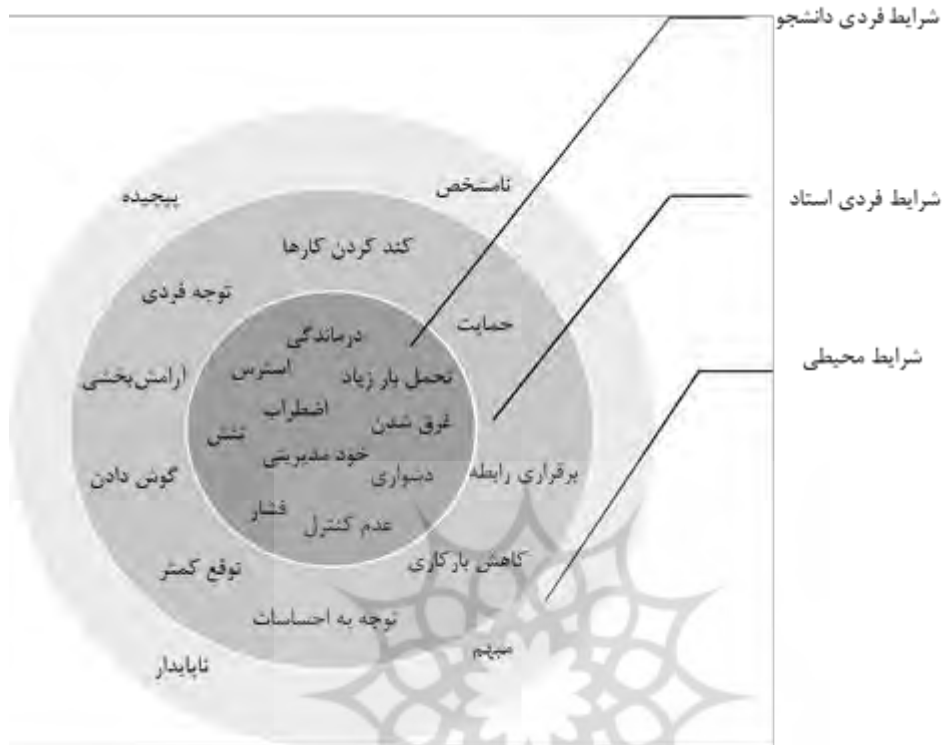 شرایط فردی دانشجو
شرایط فردی استاد
شرایط محیطی
نامشخص
پیچیده
ناپایدار
مبهم
کند کردن کارها
توجه فردی
حمایت
آرامش‌بخشی
گوش دادن
برقراری رابطه
کاهش بارکاری
توقع کمتر
توجه به احساسات
درماندگی
استرس
تحمل بار زیاد
اضطراب
غرق شدن
تنش
خود مدیریتی
دشواری
فشار
عدم کنترل